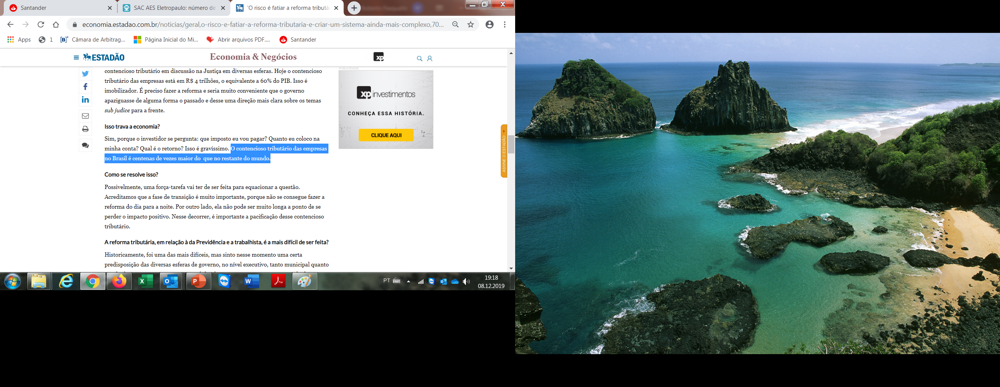 Santander
SAC AES Eletropaulo: número de
'O risco é fatiar a reforma tributá
economia.estadao.com.br/noticias/geral,o-risco-e-fatiar-a-reforma-tributaria-e-criar-um-sistema-ainda-mais-complexo,70...
Apps
1
Câmara de Arbitrag...
Página Inicial do Mi...
Abrir arquivos PDF....
Santander
ESTADÃO
Economia & Negócios
xp
PUBLICIDADE
contencioso tributário em discussão na Justiça em diversas esferas. Hoje o contencioso
tributário das empresas está em R$ 4 trilhões, o equivalente a 60% do PIB. Isso é
imobilizador. É preciso fazer a reforma e seria muito conveniente que o governo
apaziguasse de alguma forma o passado e desse uma direção mais clara sobre os temas
sub judice para a frente.
Isso trava a economia?
Sim, porque o investidor se pergunta: que imposto eu vou pagar? Quanto eu coloco na
minha conta? Qual é o retorno? Isso é gravíssimo. O contencioso tributário das empresas
no Brasil é centenas de vezes maior do  que no restante do mundo.
Como se resolve isso?
Possivelmente, uma força-tarefa vai ter de ser feita para equacionar a questão.
Acreditamos que a fase de transição é muito importante, porque não se consegue fazer a
reforma do dia para a noite. Por outro lado, ela não pode ser muito longa a ponto de se
perder o impacto positivo. Nesse decorrer, é importante a pacificação desse contencioso
tributário.
A reforma tributária, em relação à da Previdência e a trabalhista, é a mais difícil de ser feita?
Historicamente, foi uma das mais difíceis, mas sinto nesse momento uma certa
predisposição das diversas esferas de governo, no nível executivo, tanto municipal quanto
xp investimentos
CONHEÇA ESSA HISTÓRIA.
CLIQUE AQUI
ASSINE O ESTADÃO
PT
19:18
08.12.2019